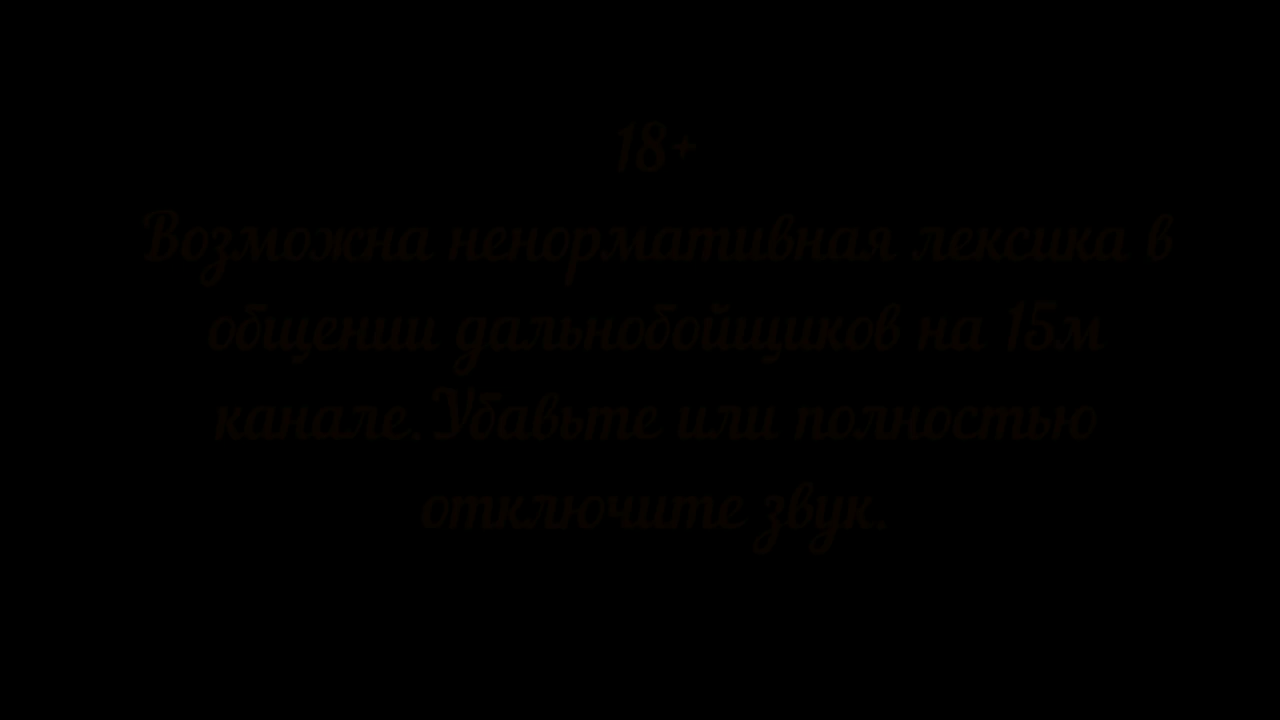 18+
Возможна ненормативная лексика в
общении дальнобойщиков на 15м
канале. Убавьте или полностью
отключите звук.